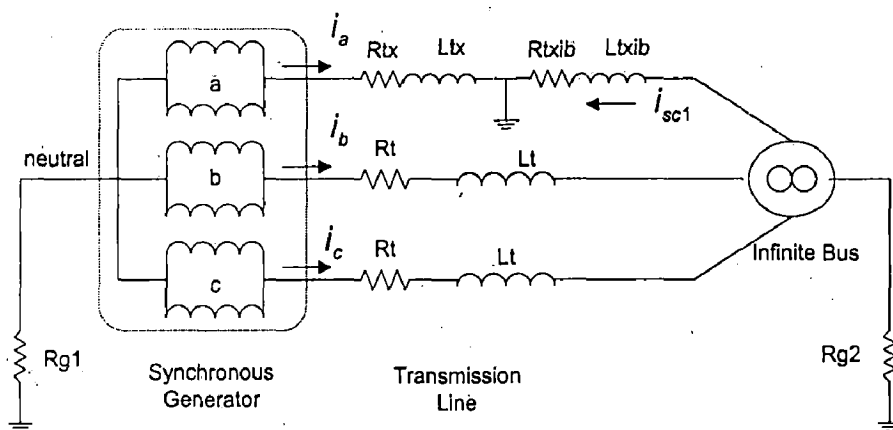 i_a
Rtx
Ltx
Rtxib
Ltxib
a
i_sc1
i_b
Rt
Lt
neutral
b
i_c
Rt
Lt
c
Infinite Bus
Rg1
Rg2
Synchronous
Generator
Transmission
Line